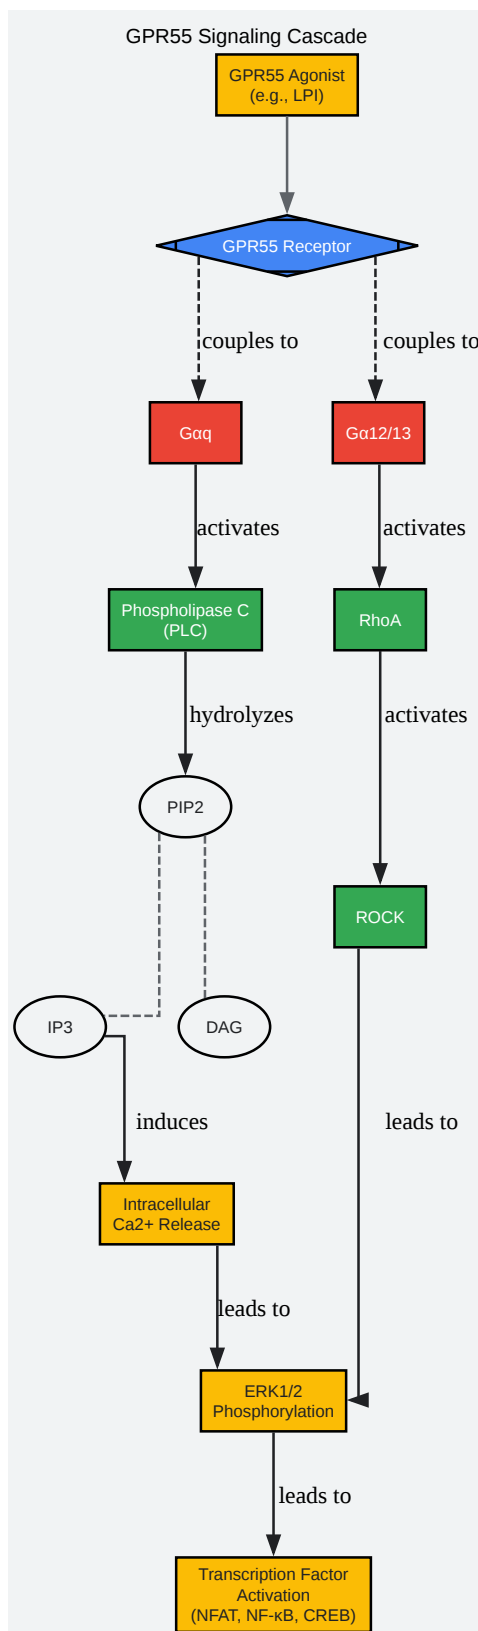 GPR55 Signaling Cascade
GPR55 Agonist
(e.g., LPI)
GPR55 Receptor
couples to
couples to
Gαq
Gα12/13
activates
activates
Phospholipase C
(PLC)
RhoA
hydrolyzes
activates
PIP2
ROCK
IP3
DAG
induces
leads to
Intracellular
Ca2+ Release
leads to
ERK1/2
Phosphorylation
leads to
Transcription Factor
Activation
(NFAT, NF-κB, CREB)